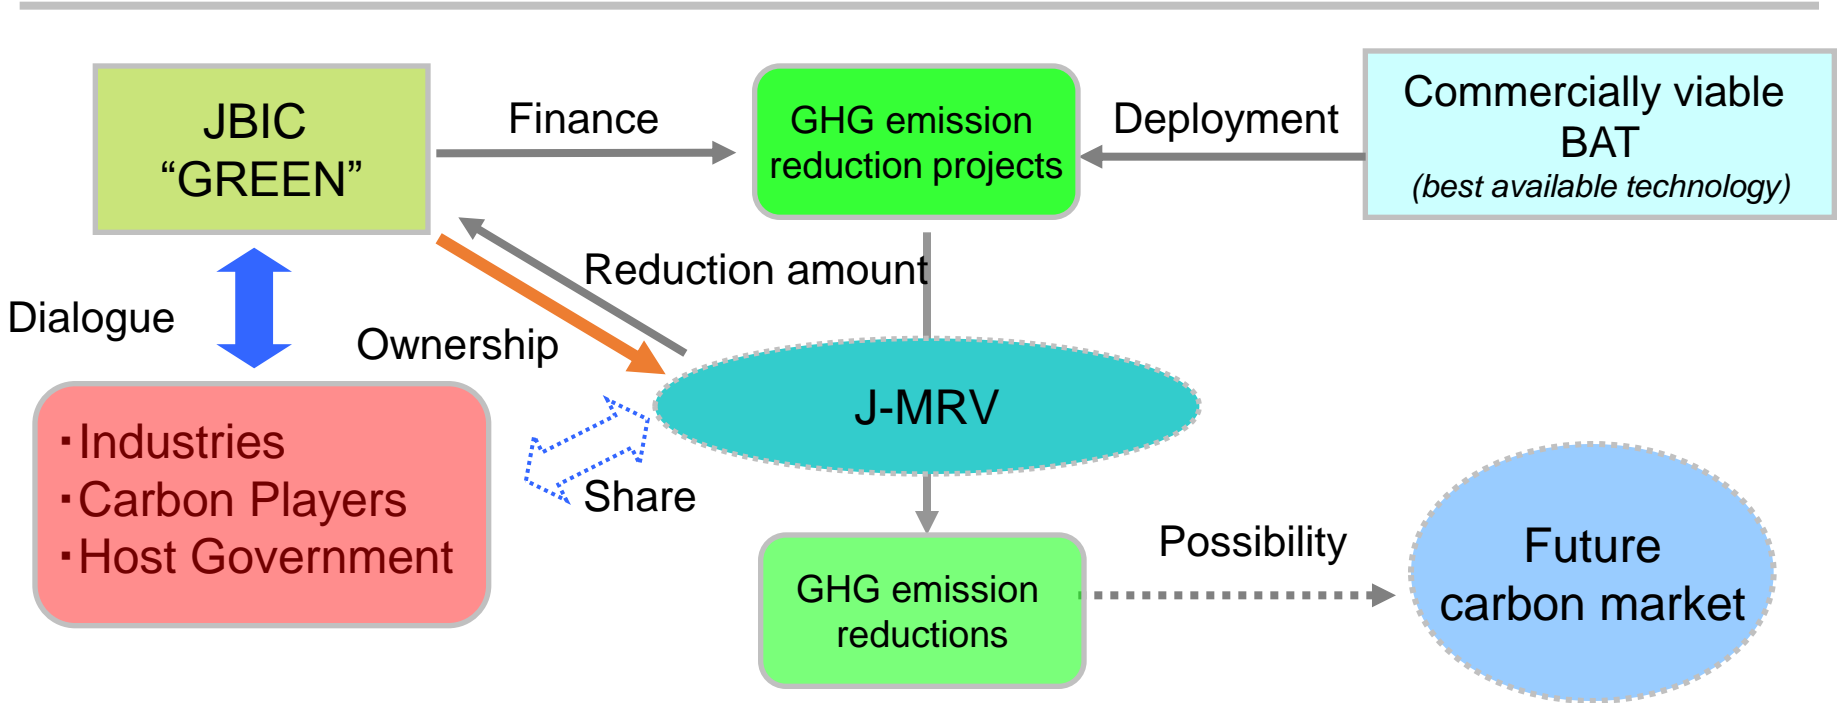 JBIC
“GREEN”
Finance
GHG emission
reduction projects
Deployment
Commercially viable
BAT
(best available technology)
Reduction amount
Dialogue
Ownership
J-MRV
・Industries
・Carbon Players
・Host Government
Share
GHG emission
reductions
Possibility
Future
carbon market